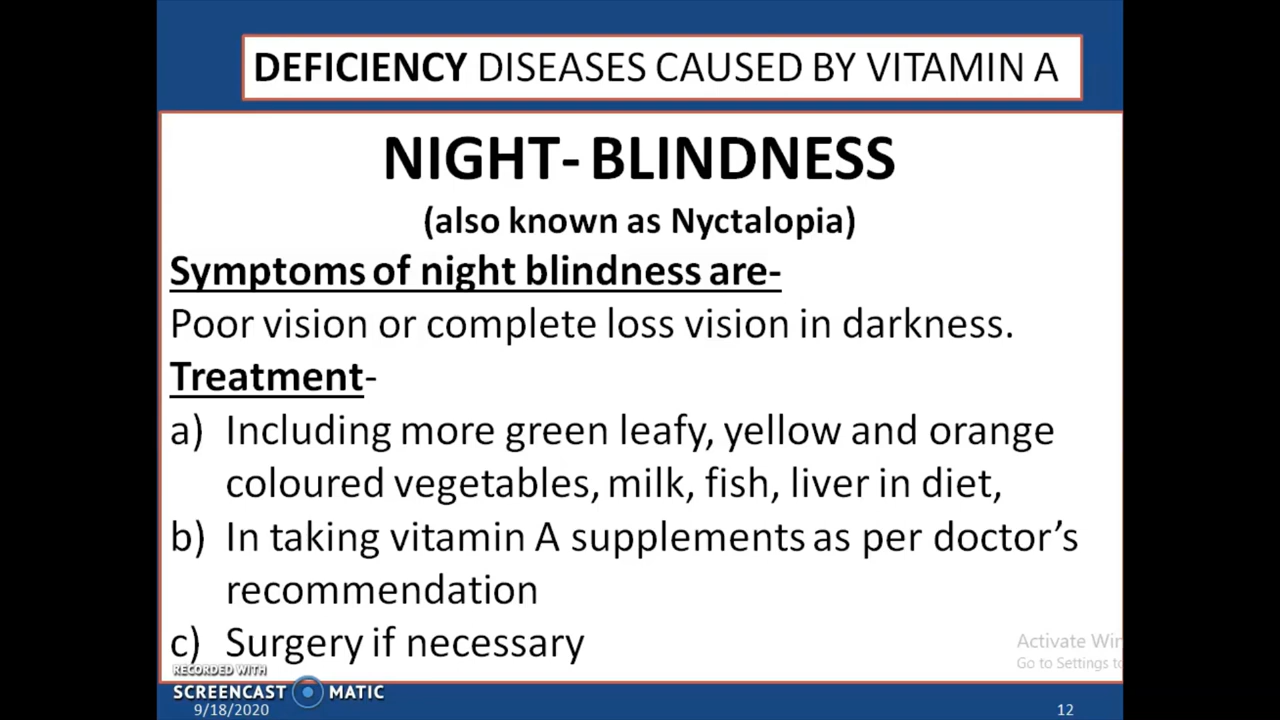 DEFICIENCY DISEASES CAUSED BY VITAMIN A
NIGHT- BLINDNESS
(also known as Nyctalopia)
Symptoms of night blindness are-
Poor vision or complete loss vision in darkness.
Treatment-
a) Including more green leafy, yellow and orange
coloured vegetables, milk, fish, liver in diet,
b) In taking vitamin A supplements as per doctor's
recommendation
c) Surgery if necessary
Activate Win
Go to Settings to
RECORDED WITH
SCREENCAST MATIC
9/18/2020
12